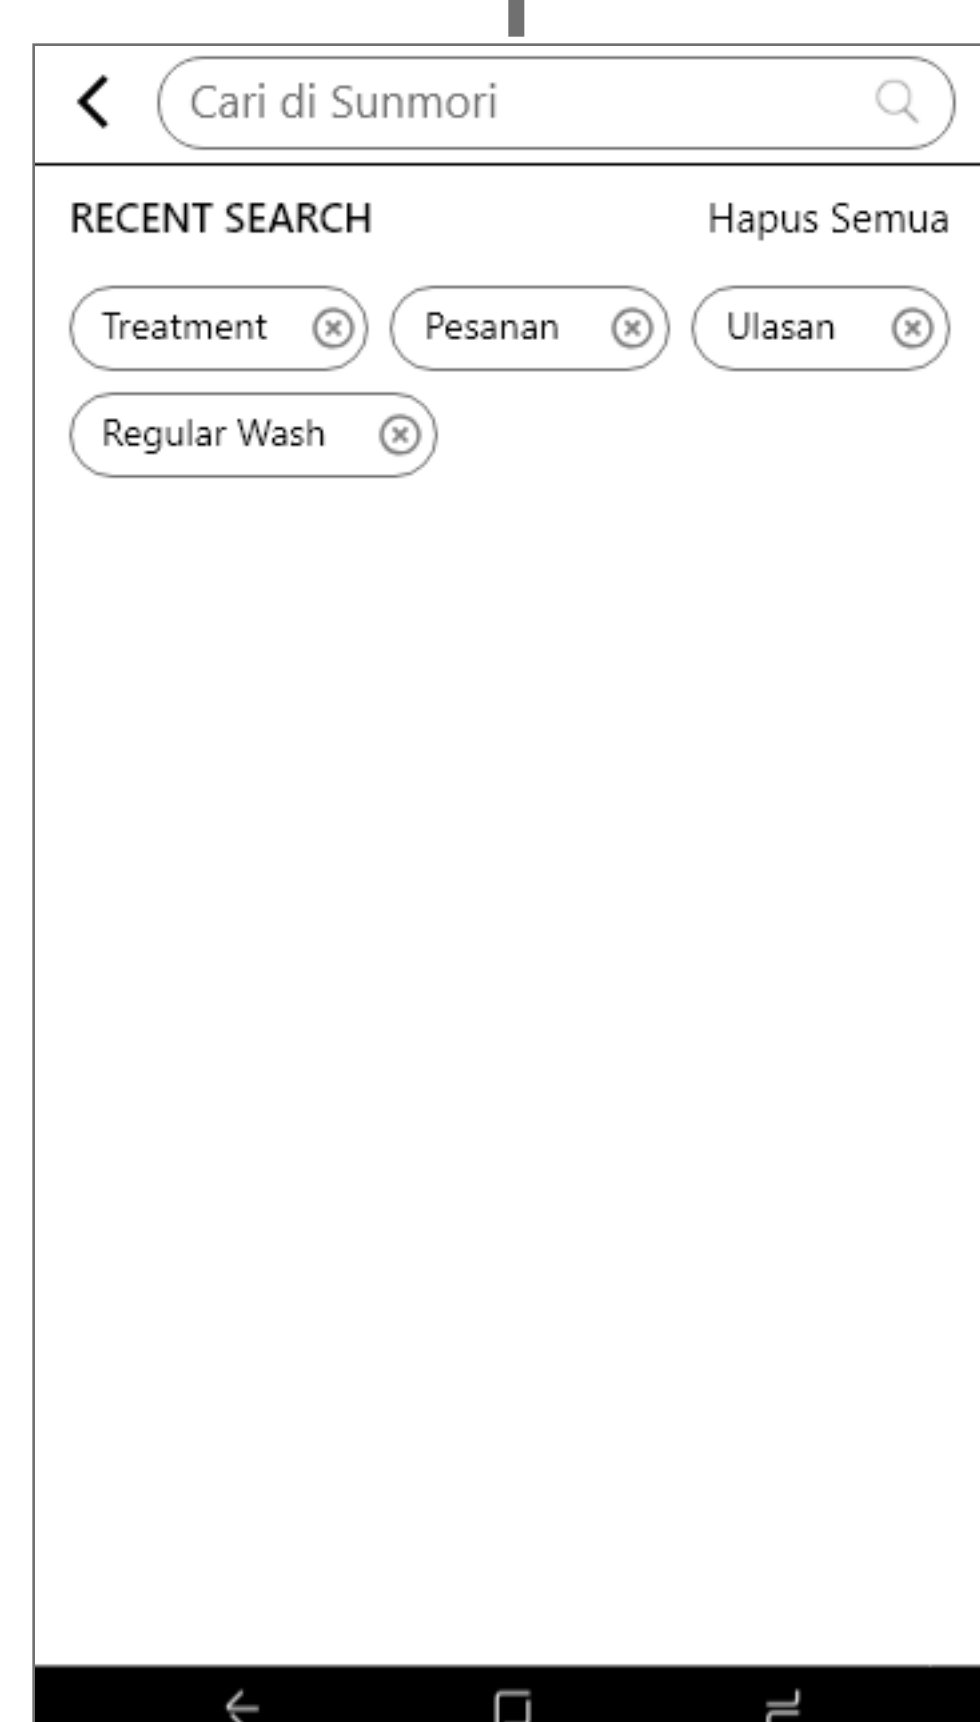 Cari di Sunmori
RECENT SEARCH Hapus Semua
Treatment Pesanan Ulasan
Regular Wash